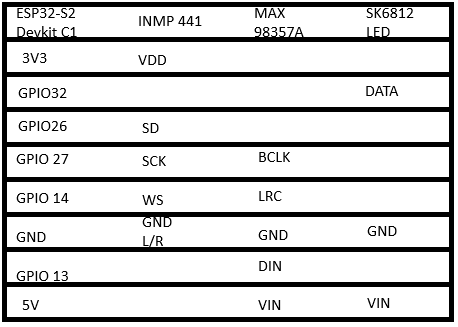 ESP32-S2 Devkit C1 INMP 441 MAX 98357A SK6812 LED
3V3 VDD
GPIO32 DATA
GPIO26 SD
GPIO 27 SCK BCLK
GPIO 14 WS LRC
GND GND L/R GND GND
GPIO 13 DIN
5V VIN VIN